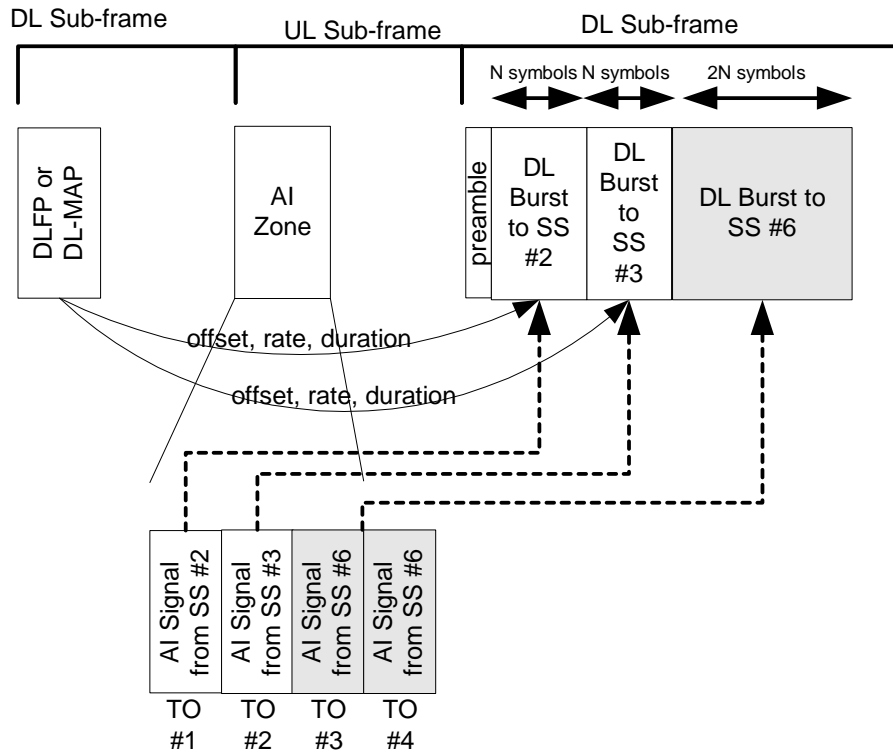 DL Sub-frame
UL Sub-frame
DL Sub-frame
N symbols
N symbols
2N symbols
DLFP or
DL-MAP
AI
Zone
preamble
DL
Burst
to SS
#2
DL
Burst
to
SS
#3
DL Burst to
SS #6
offset, rate, duration
offset, rate, duration
AI Signal
from SS #2
AI Signal
from SS #3
AI Signal
from SS #6
AI Signal
from SS #6
TO
#1
TO
#2
TO
#3
TO
#4